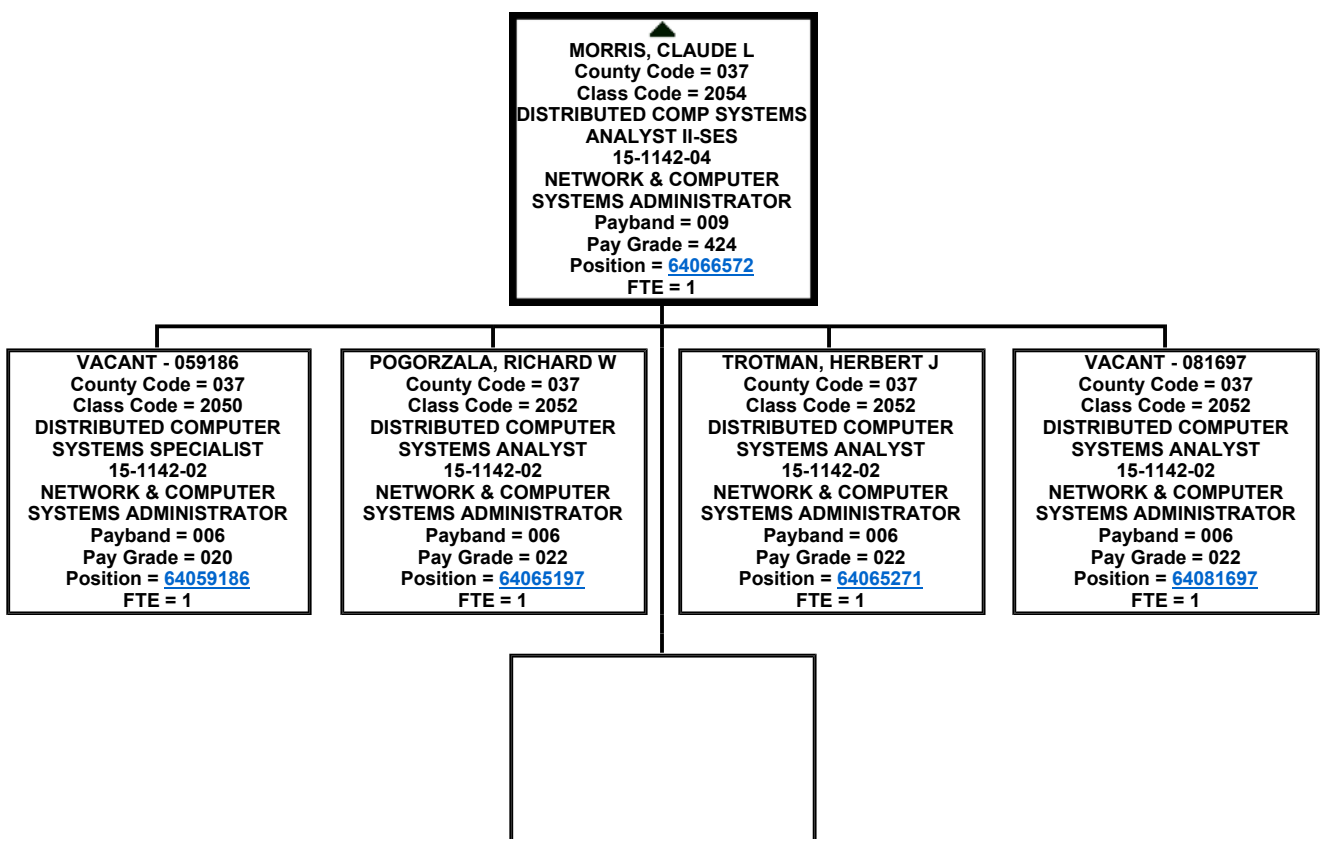 MORRIS, CLAUDE L
County Code = 037
Class Code = 2054
DISTRIBUTED COMP SYSTEMS
ANALYST II-SES
15-1142-04
NETWORK & COMPUTER
SYSTEMS ADMINISTRATOR
Payband = 009
Pay Grade = 424
Position = 64066572
FTE = 1
VACANT - 059186
County Code = 037
Class Code = 2050
DISTRIBUTED COMPUTER
SYSTEMS SPECIALIST
15-1142-02
NETWORK & COMPUTER
SYSTEMS ADMINISTRATOR
Payband = 006
Pay Grade = 020
Position = 64059186
FTE = 1
POGORZALA, RICHARD W
County Code = 037
Class Code = 2052
DISTRIBUTED COMPUTER
SYSTEMS ANALYST
15-1142-02
NETWORK & COMPUTER
SYSTEMS ADMINISTRATOR
Payband = 006
Pay Grade = 022
Position = 64065197
FTE = 1
TROTMAN, HERBERT J
County Code = 037
Class Code = 2052
DISTRIBUTED COMPUTER
SYSTEMS ANALYST
15-1142-02
NETWORK & COMPUTER
SYSTEMS ADMINISTRATOR
Payband = 006
Pay Grade = 022
Position = 64065271
FTE = 1
VACANT - 081697
County Code = 037
Class Code = 2052
DISTRIBUTED COMPUTER
SYSTEMS ANALYST
15-1142-02
NETWORK & COMPUTER
SYSTEMS ADMINISTRATOR
Payband = 006
Pay Grade = 022
Position = 64081697
FTE = 1